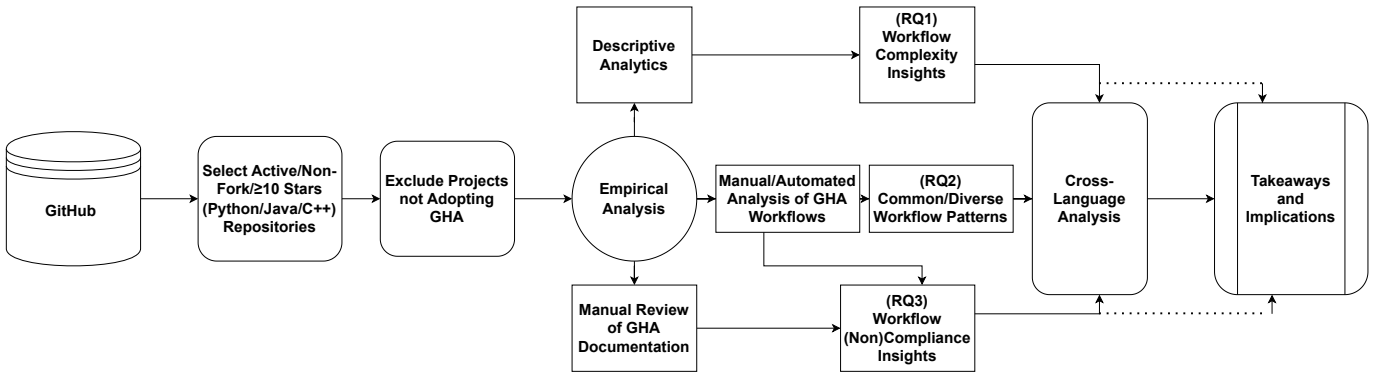 GitHub
Select Active/Non-
Fork/≥10 Stars
(Python/Java/C++)
Repositories
Exclude Projects
not Adopting
GHA
Empirical
Analysis
Descriptive
Analytics
(RQ1)
Workflow
Complexity
Insights
Manual/Automated
Analysis of GHA
Workflows
(RQ2)
Common/Diverse
Workflow Patterns
Manual Review
of GHA
Documentation
(RQ3)
Workflow
(Non)Compliance
Insights
Cross-
Language
Analysis
Takeaways
and
Implications